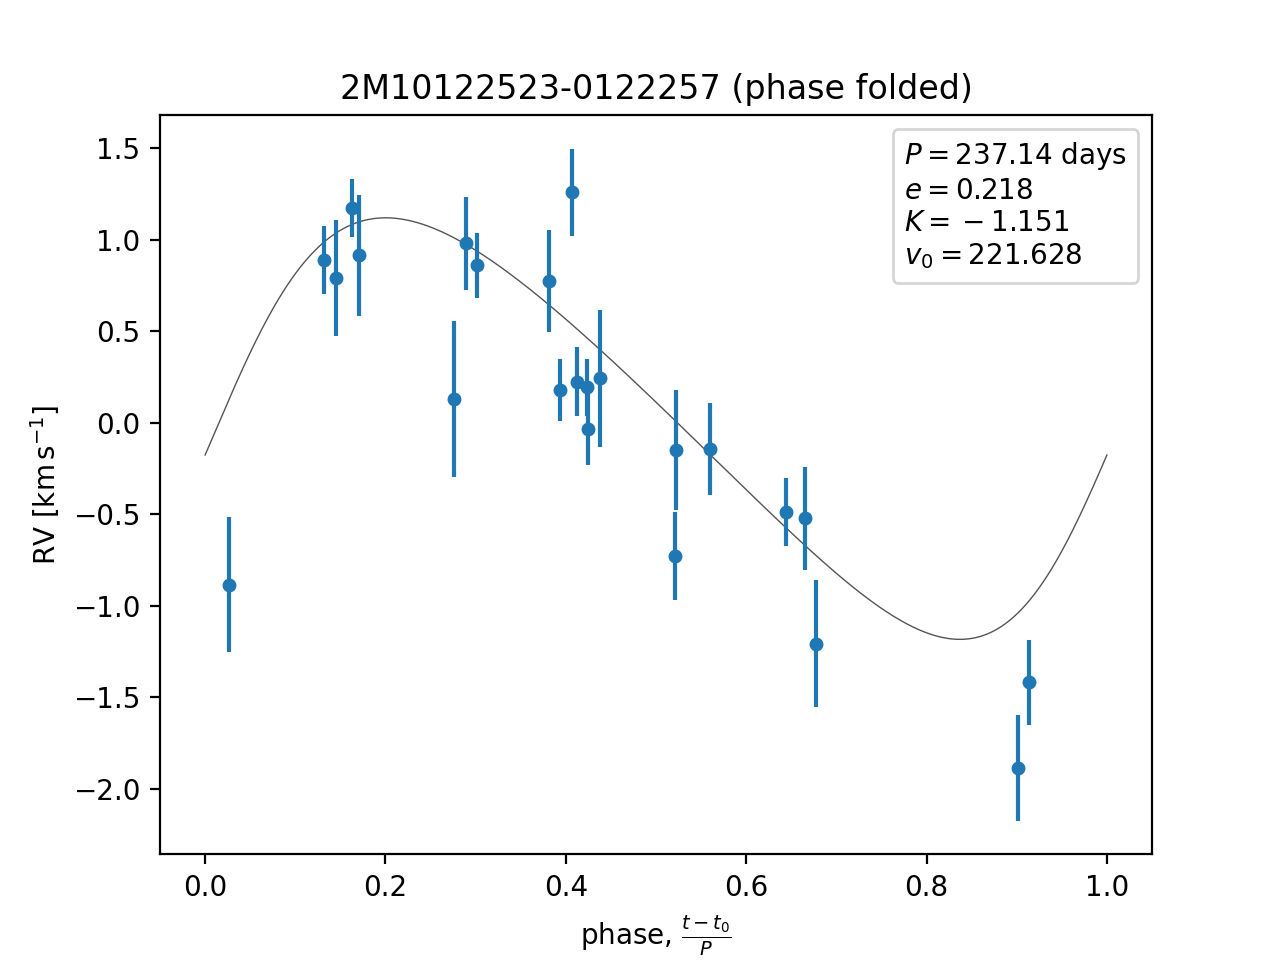 2M10122523-0122257 (phase folded)
P = 237.14 days
e = 0.218
K = −1.151
v₀ = 221.628
RV [km s⁻¹]
1.5
1.0
0.5
0.0
−0.5
−1.0
−1.5
−2.0
0.0 0.2 0.4 0.6 0.8 1.0
phase, (t − t₀)/P